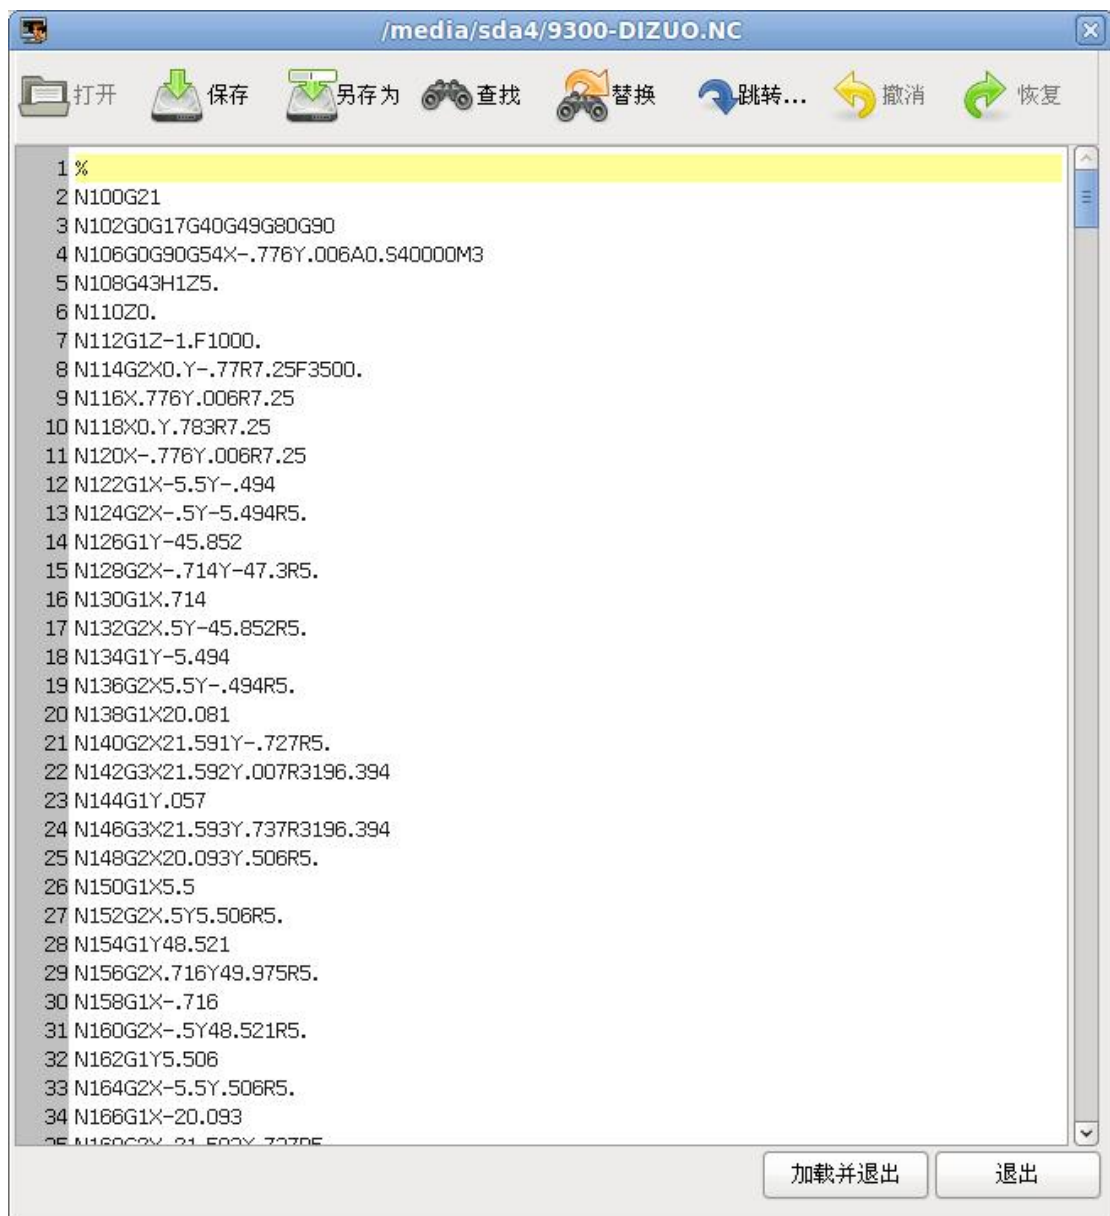 /media/sda4/9300-DIZUO.NC
打开 保存 另存为 查找 替换 跳转... 撤消 恢复
1 %
2 N100G21
3 N102G0G17G40G49G80G90
4 N106G0G90G54X-.776Y.006A0.S40000M3
5 N108G43H1Z5.
6 N110Z0.
7 N112G1Z-1.F1000.
8 N114G2X0.Y-.77R7.25F3500.
9 N116X.776Y.006R7.25
10 N118X0.Y.783R7.25
11 N120X-.776Y.006R7.25
12 N122G1X-5.5Y-.494
13 N124G2X-.5Y-5.494R5.
14 N126G1Y-45.852
15 N128G2X-.714Y-47.3R5.
16 N130G1X.714
17 N132G2X.5Y-45.852R5.
18 N134G1Y-5.494
19 N136G2X5.5Y-.494R5.
20 N138G1X20.081
21 N140G2X21.591Y-.727R5.
22 N142G3X21.592Y.007R3196.394
23 N144G1Y.057
24 N146G3X21.593Y.737R3196.394
25 N148G2X20.093Y.506R5.
26 N150G1X5.5
27 N152G2X.5Y5.506R5.
28 N154G1Y48.521
29 N156G2X.716Y49.975R5.
30 N158G1X-.716
31 N160G2X-.5Y48.521R5.
32 N162G1Y5.506
33 N164G2X-5.5Y.506R5.
34 N166G1X-20.093
加载并退出 退出